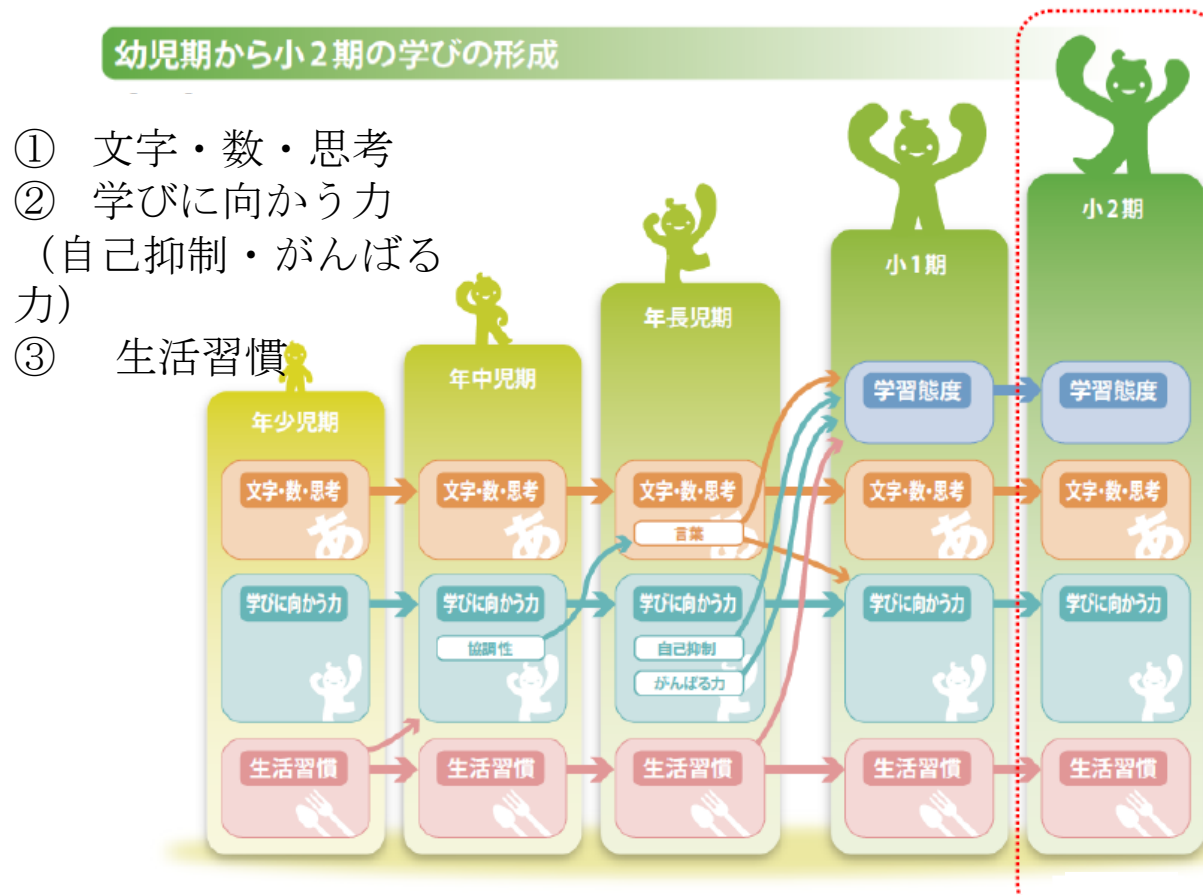 幼児期から小2期の学びの形成
① 文字・数・思考
② 学びに向かう力
（自己抑制・がんばる
力）
③ 生活習慣
年少児期
文字・数・思考
あ
学びに向かう力
生活習慣
年中児期
文字・数・思考
あ
学びに向かう力
協調性
生活習慣
年長児期
文字・数・思考
言葉
あ
学びに向かう力
自己抑制
がんばる力
生活習慣
小1期
学習態度
文字・数・思考
あ
学びに向かう力
生活習慣
小2期
学習態度
文字・数・思考
あ
学びに向かう力
生活習慣